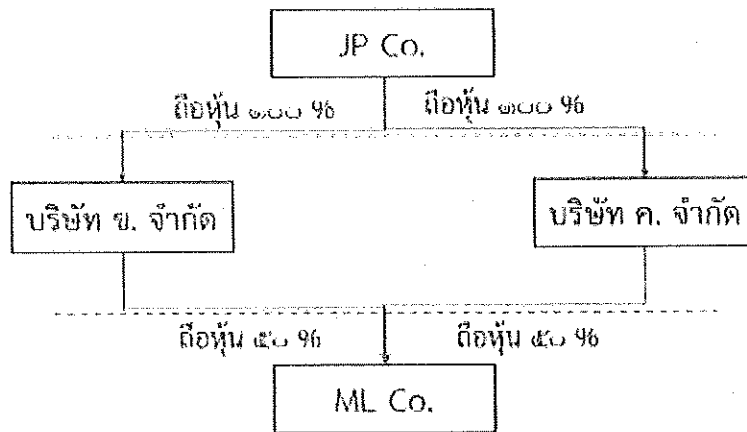 JP Co.
ถือหุ้น ๑๐๐ % ถือหุ้น ๑๐๐ %
บริษัท ข. จำกัด บริษัท ค. จำกัด
ถือหุ้น ๕๐ % ถือหุ้น ๕๐ %
ML Co.